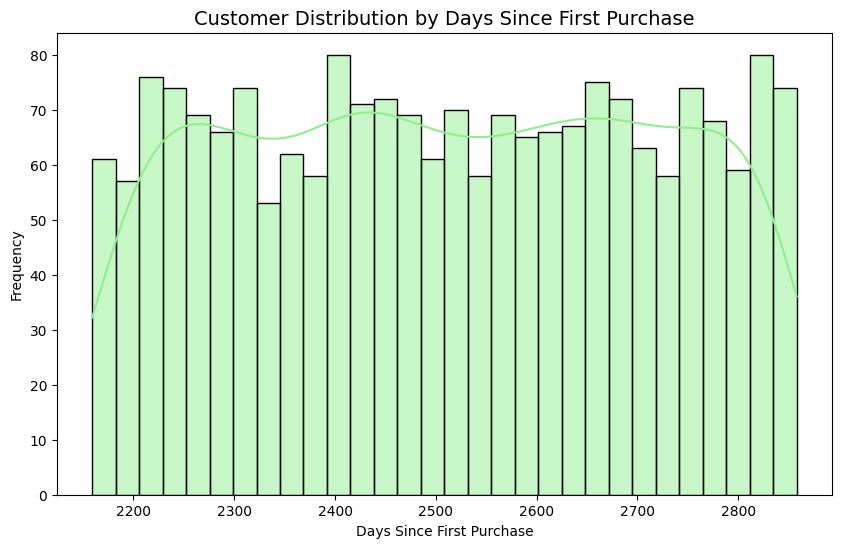 Customer Distribution by Days Since First Purchase
80
70
60
50
40
30
20
10
0
Frequency
2200 2300 2400 2500 2600 2700 2800
Days Since First Purchase